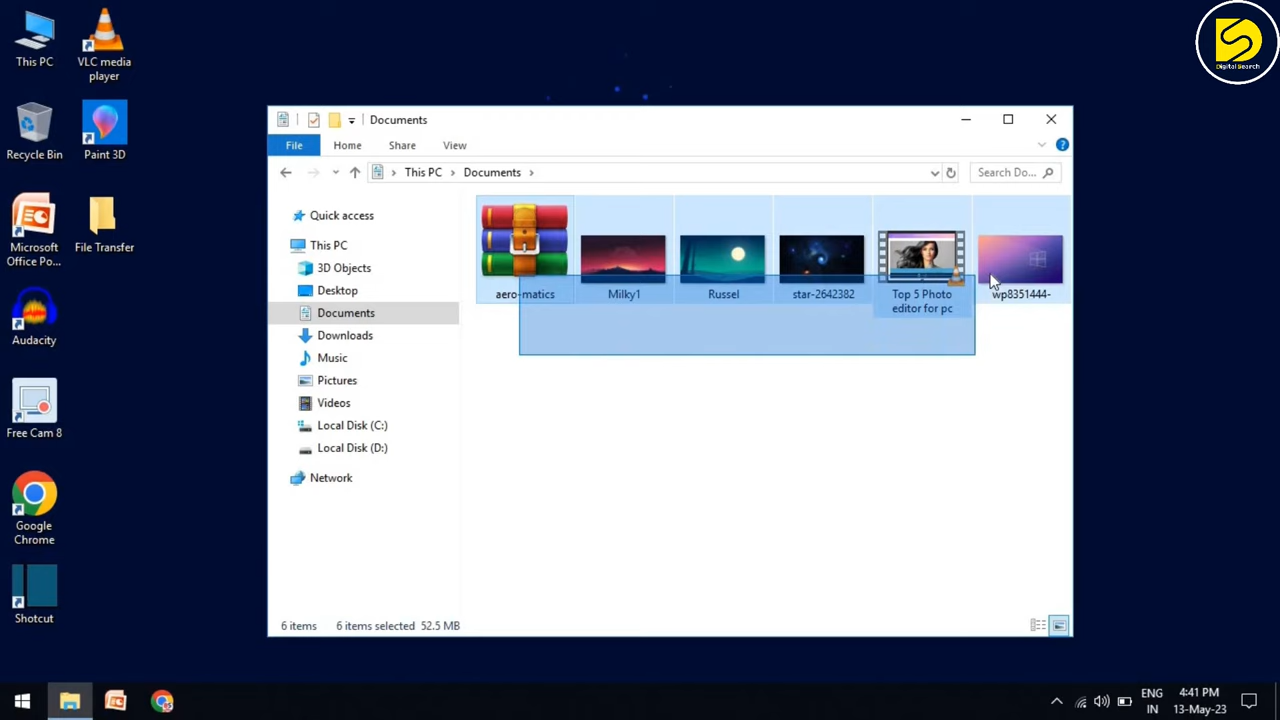 This PC
VLC media
player
Recycle Bin
Paint 3D
Microsoft
Office Po...
File Transfer
Audacity
Free Cam 8
Google
Chrome
Shotcut
Digital Search
Documents
File Home Share View
This PC Documents
Search Do...
Quick access
This PC
3D Objects
Desktop
Documents
Downloads
Music
Pictures
Videos
Local Disk (C:)
Local Disk (D:)
Network
aero-matics
Milky1
Russel
star-2642382
Top 5 Photo
editor for pc
wp8351444-
6 items 6 items selected 52.5 MB
ENG
IN
4:41 PM
13-May-23